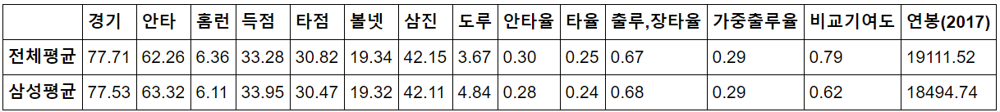 경기 안타 홈런 득점 타점 볼넷 삼진 도루 안타율 타율 출루,장타율 가중출루율 비교기여도 연봉(2017)
전체평균 77.71 62.26 6.36 33.28 30.82 19.34 42.15 3.67 0.30 0.25 0.67 0.29 0.79 19111.52
삼성평균 77.53 63.32 6.11 33.95 30.47 19.32 42.11 4.84 0.28 0.24 0.68 0.29 0.62 18494.74